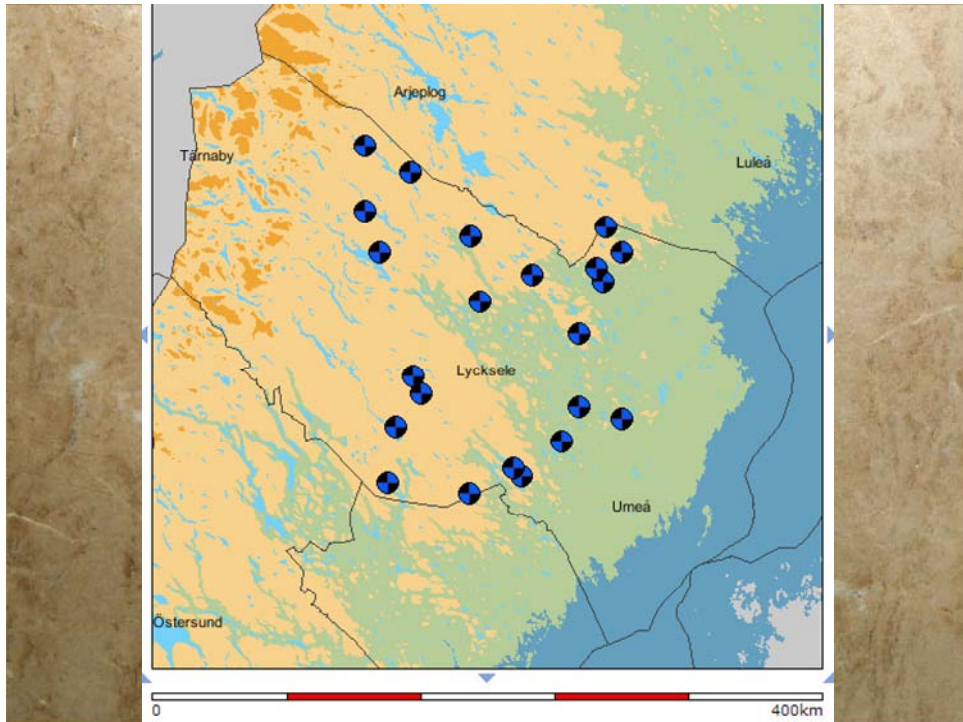 Arjeplog
Tärnaby
Luleå
Lycksele
Umeå
Östersund
0 400km